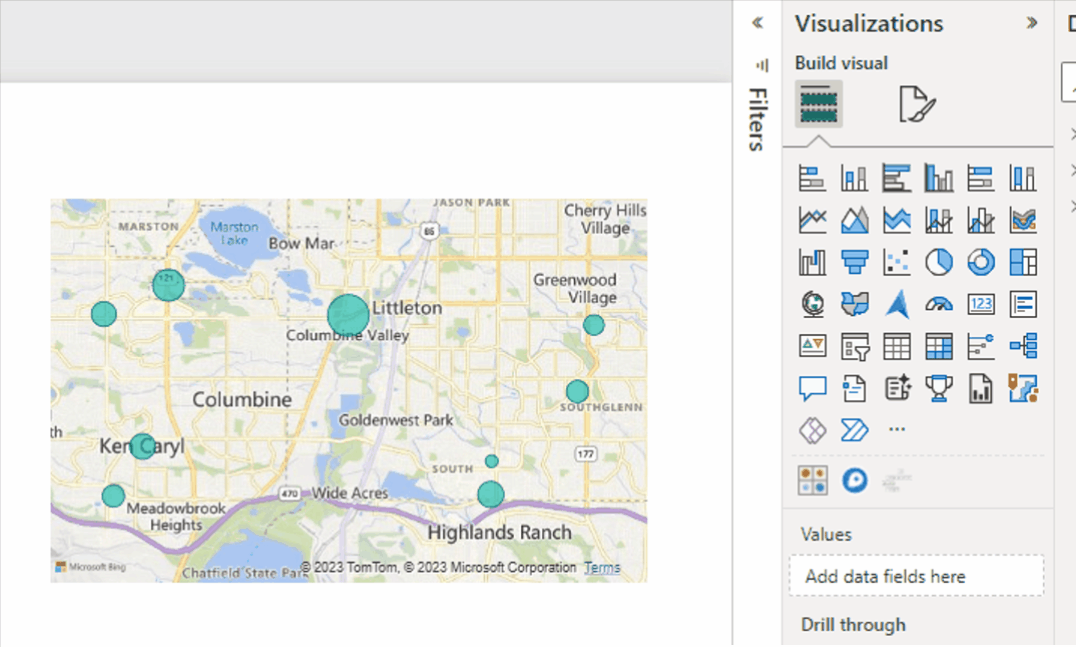 Visualizations
Build visual
Filters
JASON PARK
Cherry Hills
Village
MARSTON
Marston
Lake
Bow Mar
85
Greenwood
Village
121
Littleton
Columbine Valley
Columbine
Goldenwest Park
SOUTHGLENN
th
Ken Caryl
177
SOUTH
470
Wide Acres
Meadowbrook
Heights
Highlands Ranch
Microsoft Bing
Chatfield State Park
© 2023 TomTom, © 2023 Microsoft Corporation
Terms
123
Values
Add data fields here
Drill through